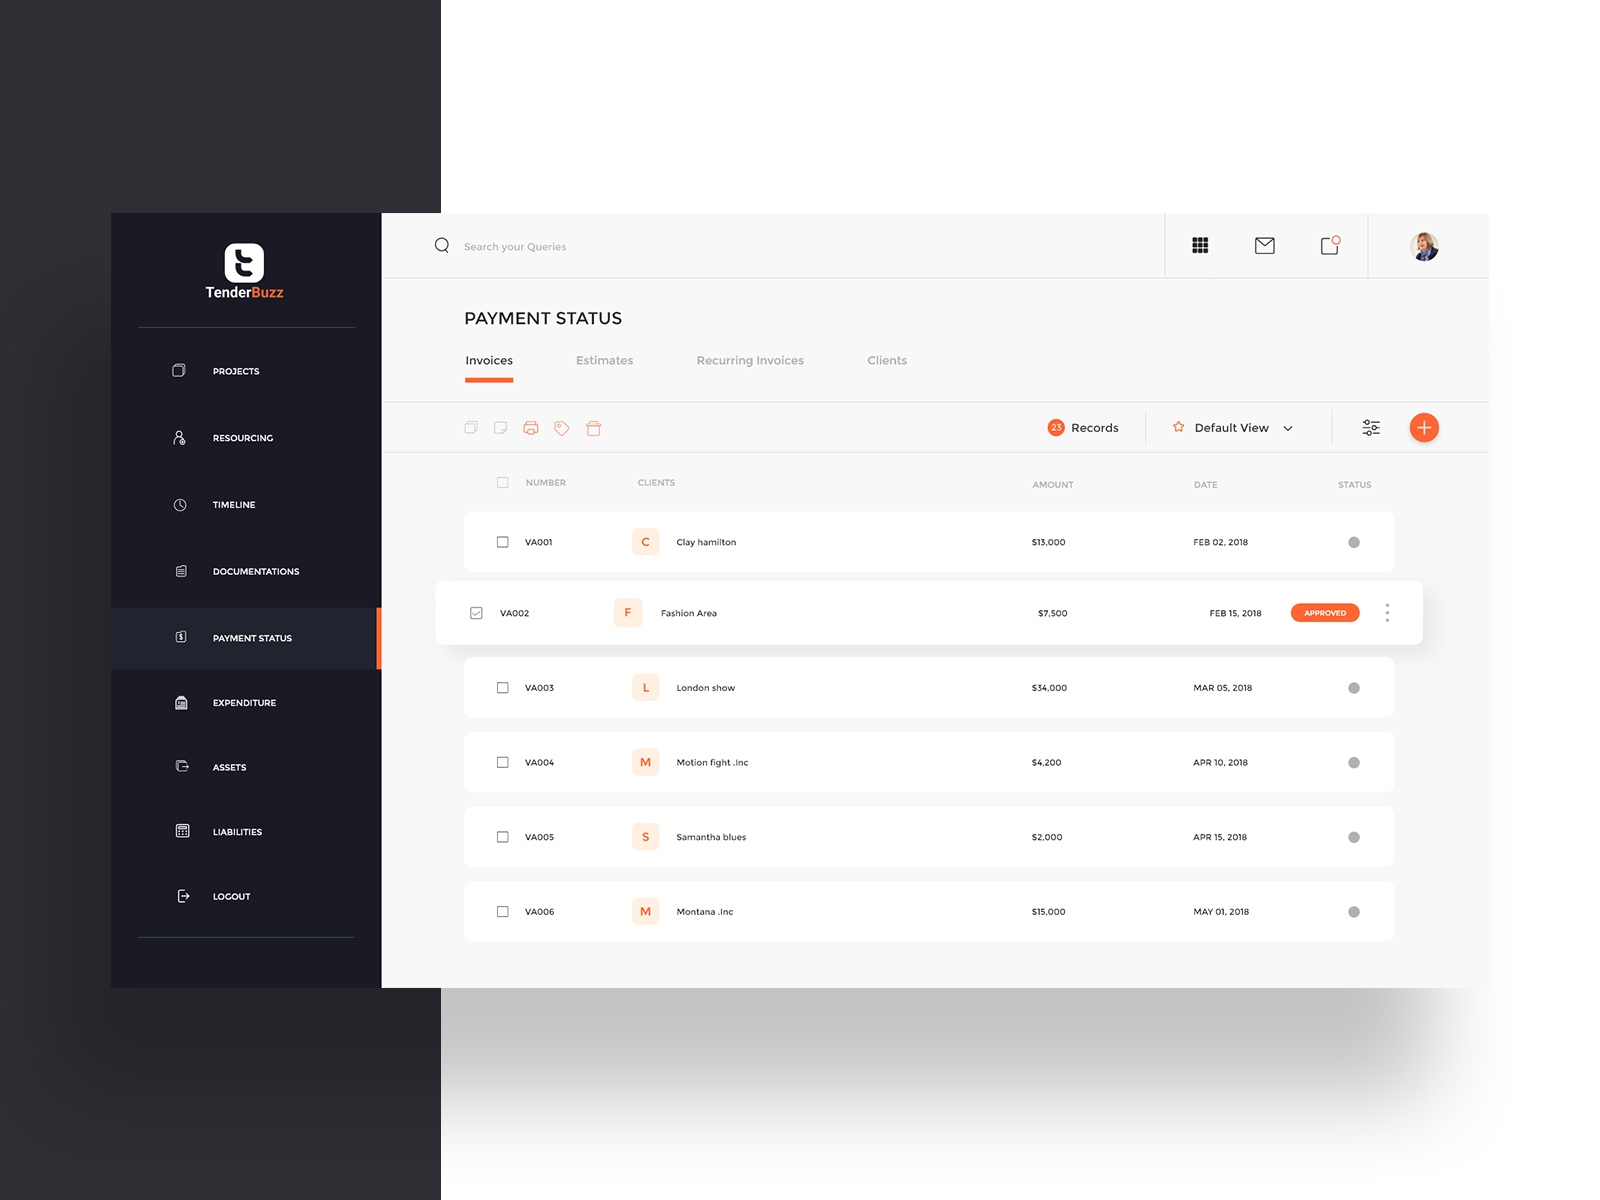 TenderBuzz
PROJECTS
RESOURCING
TIMELINE
DOCUMENTATIONS
PAYMENT STATUS
EXPENDITURE
ASSETS
LIABILITIES
LOGOUT
Search your Queries
PAYMENT STATUS
Invoices Estimates Recurring Invoices Clients
23 Records Default View
NUMBER CLIENTS AMOUNT DATE STATUS
VA001 C Clay hamilton $13,000 FEB 02, 2018
VA002 F Fashion Area $7,500 FEB 15, 2018 APPROVED
VA003 L London show $34,000 MAR 05, 2018
VA004 M Motion fight .Inc $4,200 APR 10, 2018
VA005 S Samantha blues $2,000 APR 15, 2018
VA006 M Montana .Inc $15,000 MAY 01, 2018